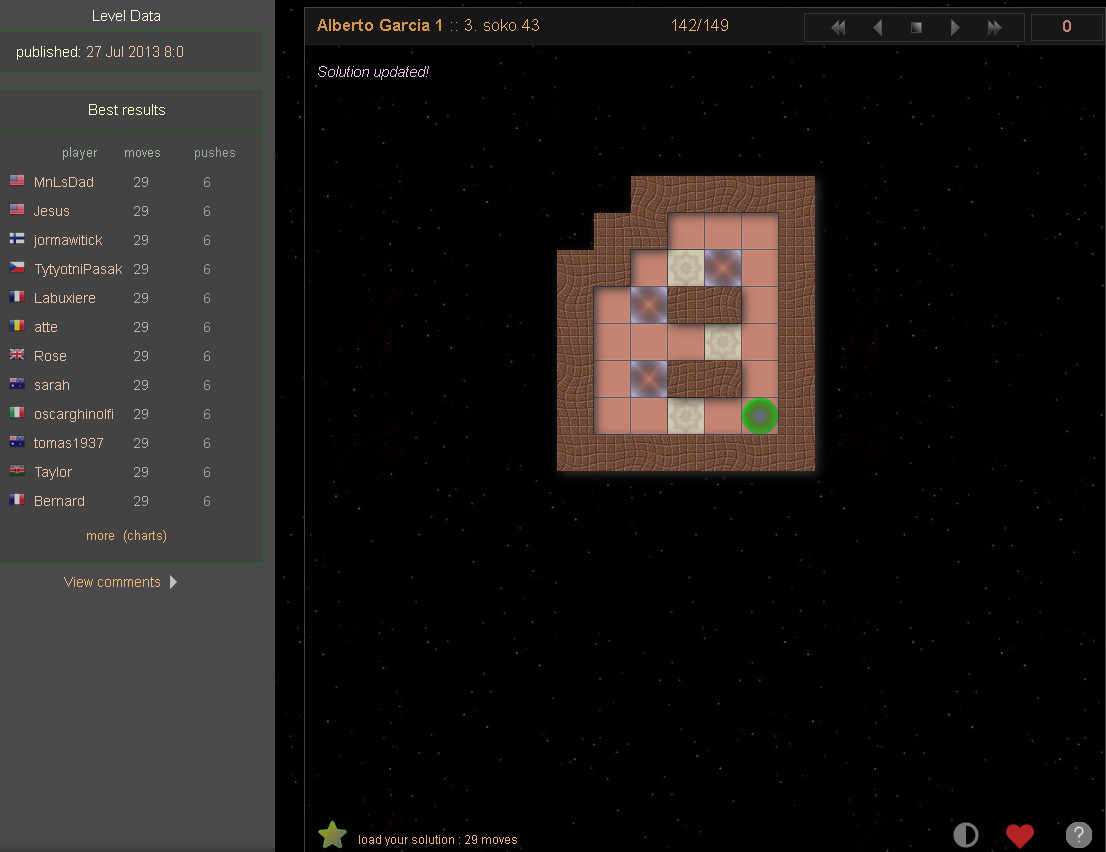 Level Data
published: 27 Jul 2013 8:0
Best results
player moves pushes
MnLsDad 29 6
Jesus 29 6
jormawitick 29 6
TytyotniPasak 29 6
Labuxiere 29 6
atte 29 6
Rose 29 6
sarah 29 6
oscarghinolfi 29 6
tomas1937 29 6
Taylor 29 6
Bernard 29 6
more (charts)
View comments
Alberto Garcia 1 :: 3. soko 43 142/149 0
Solution updated!
load your solution : 29 moves
?